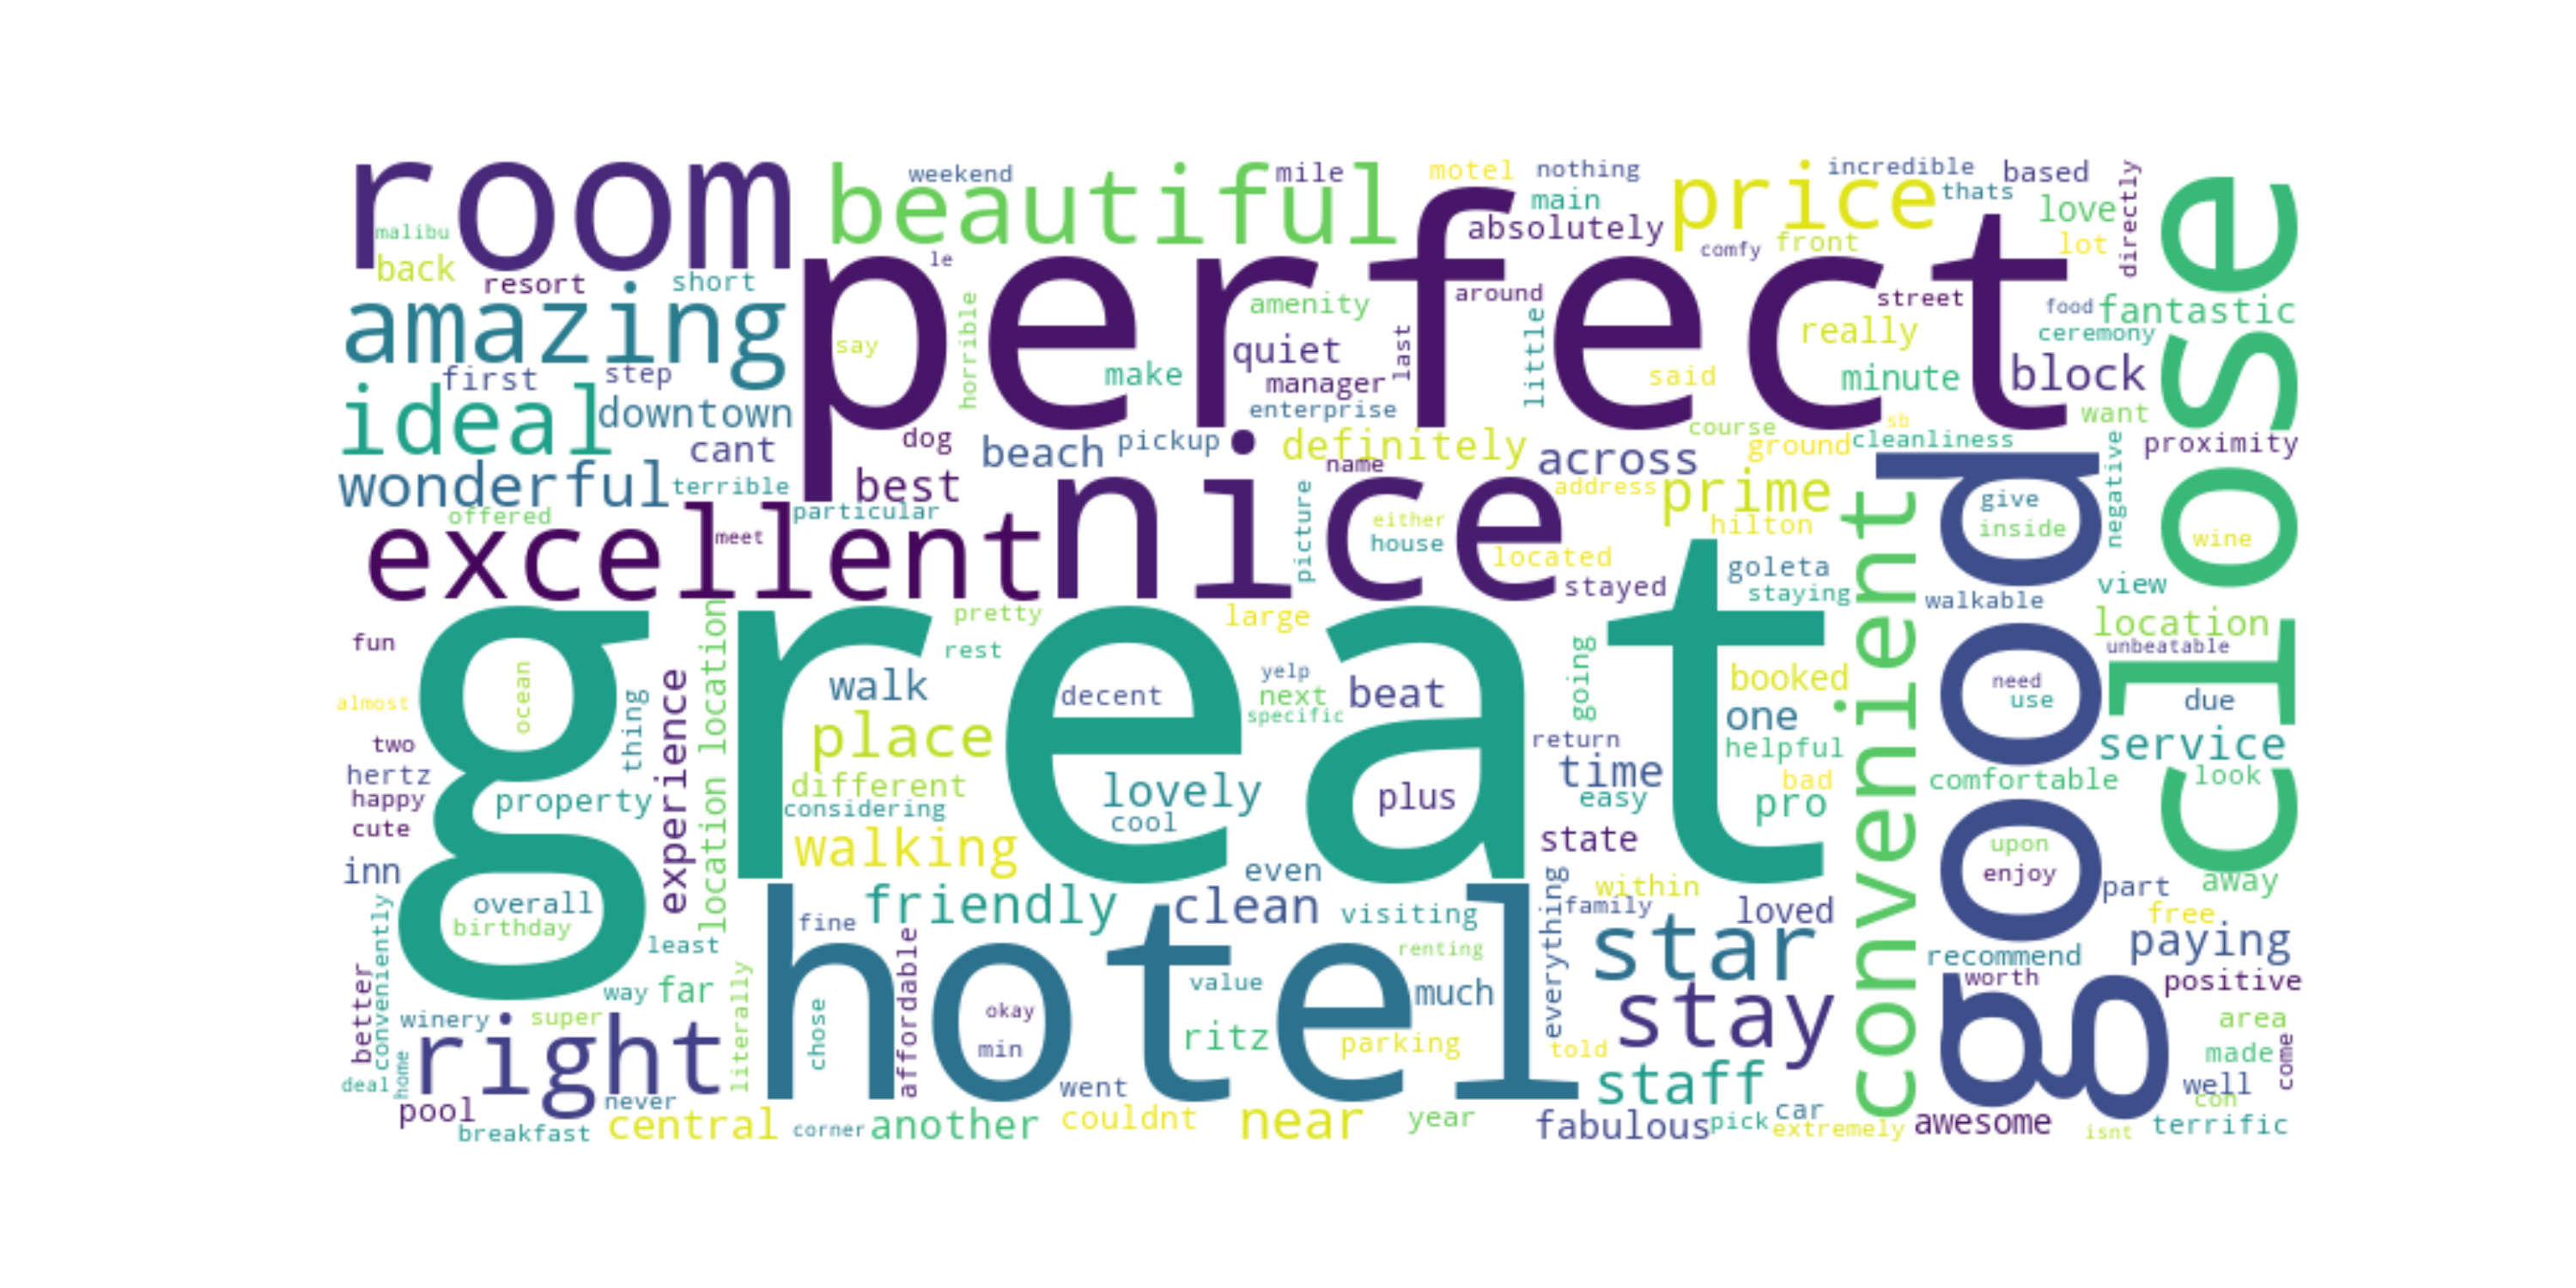 room
beautiful
weekend
mile
motel
nothing
incredible
based
price
thats
main
absolutely
love
directly
close
malibu
back
resort
short
le
comfy
front
lot
perfect
amazing
amenity
around
street
food
fantastic
say
horrible
quiet
last
little
really
ceremony
first
step
make
manager
said
minute
block
ideal
downtown
enterprise
course
sb
want
cant
dog
beach
pickup
definitely
ground
cleanliness
proximity
wonderful
terrible
best
name
across
address
prime
negative
offered
particular
picture
either
hilton
give
inside
wine
excellent
meet
nice
house
located
goleta
stayed
staying
view
walkable
location
great
pretty
large
rest
fun
unbeatable
ocean
location location
experience
thing
walk
decent
yelp
next
specific
beat
going
booked
need
use
due
almost
two
place
return
one
helpful
service
hertz
happy
cute
property
different
considering
lovely
cool
plus
time
easy
bad
pro
comfortable
look
convenient
good
walking
state
upon
enjoy
inn
even
within
part
away
overall
birthday
friendly
clean
visiting
everything
family
loved
free
conveniently
better
least
fine
affordable
renting
star
recommend
paying
way
far
literally
hotel
value
much
worth
positive
winery
super
chose
okay
min
ritz
parking
told
stay
area
right
made
come
deal
home
went
staff
well
con
pool
never
breakfast
central
corner
another
couldnt
near
year
fabulous
pick
car
extremely
awesome
isnt
terrific